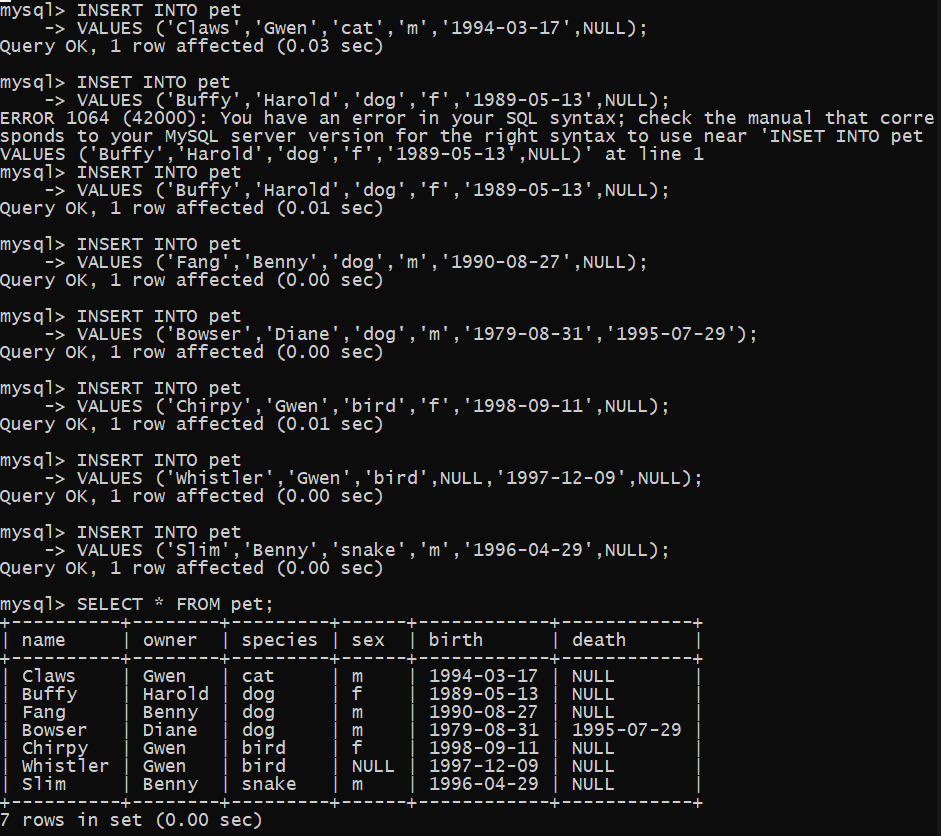 mysql> INSERT INTO pet
    -> VALUES ('Claws','Gwen','cat','m','1994-03-17',NULL);
Query OK, 1 row affected (0.03 sec)

mysql> INSET INTO pet
    -> VALUES ('Buffy','Harold','dog','f','1989-05-13',NULL);
ERROR 1064 (42000): You have an error in your SQL syntax; check the manual that corre
sponds to your MySQL server version for the right syntax to use near 'INSET INTO pet
VALUES ('Buffy','Harold','dog','f','1989-05-13',NULL)' at line 1
mysql> INSERT INTO pet
    -> VALUES ('Buffy','Harold','dog','f','1989-05-13',NULL);
Query OK, 1 row affected (0.01 sec)

mysql> INSERT INTO pet
    -> VALUES ('Fang','Benny','dog','m','1990-08-27',NULL);
Query OK, 1 row affected (0.00 sec)

mysql> INSERT INTO pet
    -> VALUES ('Bowser','Diane','dog','m','1979-08-31','1995-07-29');
Query OK, 1 row affected (0.00 sec)

mysql> INSERT INTO pet
    -> VALUES ('Chirpy','Gwen','bird','f','1998-09-11',NULL);
Query OK, 1 row affected (0.01 sec)

mysql> INSERT INTO pet
    -> VALUES ('Whistler','Gwen','bird',NULL,'1997-12-09',NULL);
Query OK, 1 row affected (0.00 sec)

mysql> INSERT INTO pet
    -> VALUES ('Slim','Benny','snake','m','1996-04-29',NULL);
Query OK, 1 row affected (0.00 sec)

mysql> SELECT * FROM pet;
+----------+--------+---------+------+------------+------------+
| name     | owner  | species | sex  | birth      | death      |
+----------+--------+---------+------+------------+------------+
| Claws    | Gwen   | cat     | m    | 1994-03-17 | NULL       |
| Buffy    | Harold | dog     | f    | 1989-05-13 | NULL       |
| Fang     | Benny  | dog     | m    | 1990-08-27 | NULL       |
| Bowser   | Diane  | dog     | m    | 1979-08-31 | 1995-07-29 |
| Chirpy   | Gwen   | bird    | f    | 1998-09-11 | NULL       |
| Whistler | Gwen   | bird    | NULL | 1997-12-09 | NULL       |
| Slim     | Benny  | snake   | m    | 1996-04-29 | NULL       |
+----------+--------+---------+------+------------+------------+
7 rows in set (0.00 sec)